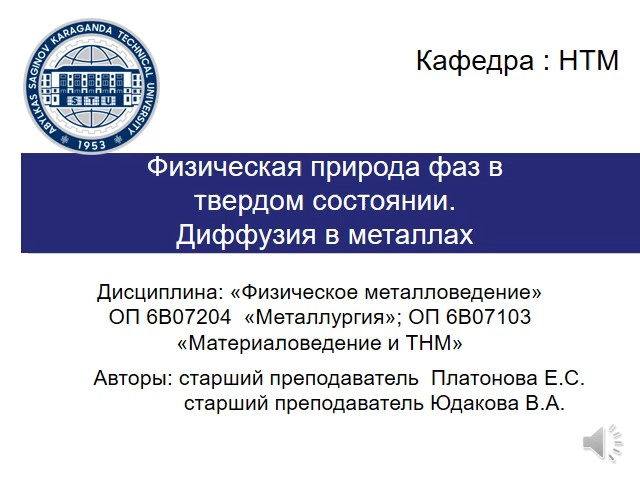 ABYLKAS SAGINOV KARAGANDA TECHNICAL UNIVERSITY
STU
1953
Кафедра : НТМ
Физическая природа фаз в
твердом состоянии.
Диффузия в металлах
Дисциплина: «Физическое металловедение»
ОП 6В07204 «Металлургия»; ОП 6В07103
«Материаловедение и ТНМ»
Авторы: старший преподаватель Платонова Е.С.
старший преподаватель Юдакова В.А.